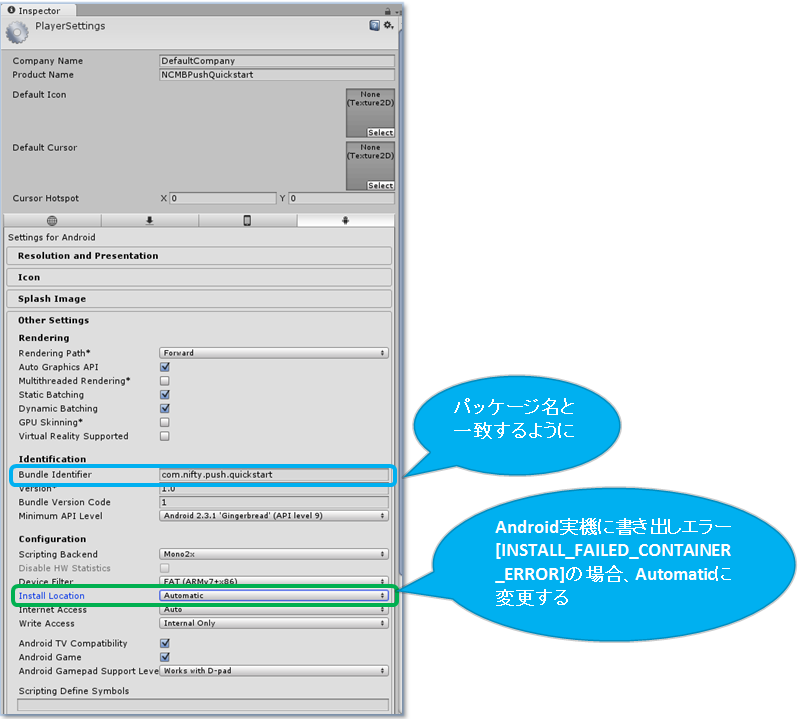 Inspector
PlayerSettings
Company Name DefaultCompany
Product Name NCMBPushQuickstart
Default Icon None
(Texture2D)
Select
Default Cursor None
(Texture2D)
Select
Cursor Hotspot X 0 Y 0
Settings for Android
Resolution and Presentation
Icon
Splash Image
Other Settings
Rendering
Rendering Path* Forward
Auto Graphics API
Multithreaded Rendering*
Static Batching
Dynamic Batching
GPU Skinning*
Virtual Reality Supported
Identification
Bundle Identifier com.nifty.push.quickstart
Version* 1.0
Bundle Version Code 1
Minimum API Level Android 2.3.1 'Gingerbread' (API level 9)
Configuration
Scripting Backend Mono2x
Disable HW Statistics
Device Filter FAT (ARMv7+x86)
Install Location Automatic
Internet Access Auto
Write Access Internal Only
Android TV Compatibility
Android Game
Android Gamepad Support Leve Works with D-pad
Scripting Define Symbols
パッケージ名と
一致するように
Android実機に書き出しエラー
[INSTALL_FAILED_CONTAINER
_ERROR]の場合、Automaticに
変更する